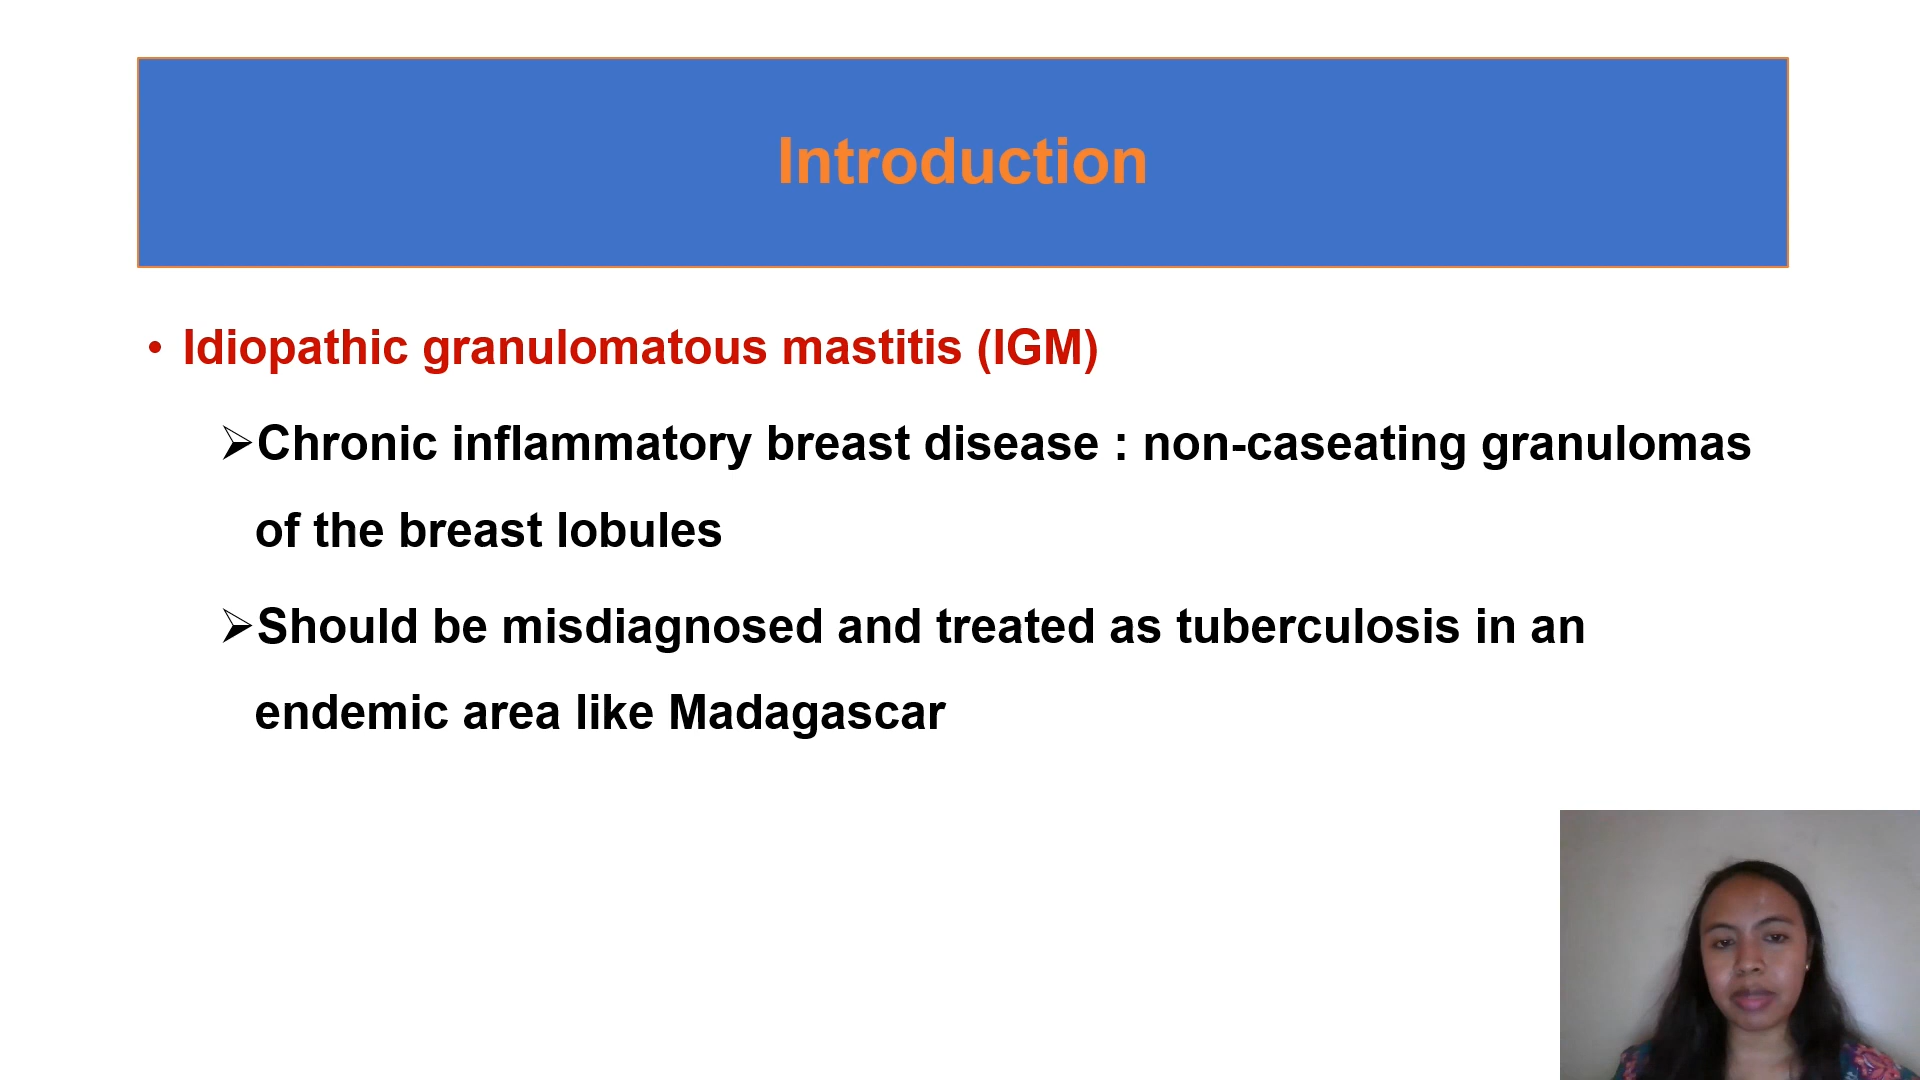 Introduction
• Idiopathic granulomatous mastitis (IGM)
➢Chronic inflammatory breast disease : non-caseating granulomas
of the breast lobules
➢Should be misdiagnosed and treated as tuberculosis in an
endemic area like Madagascar